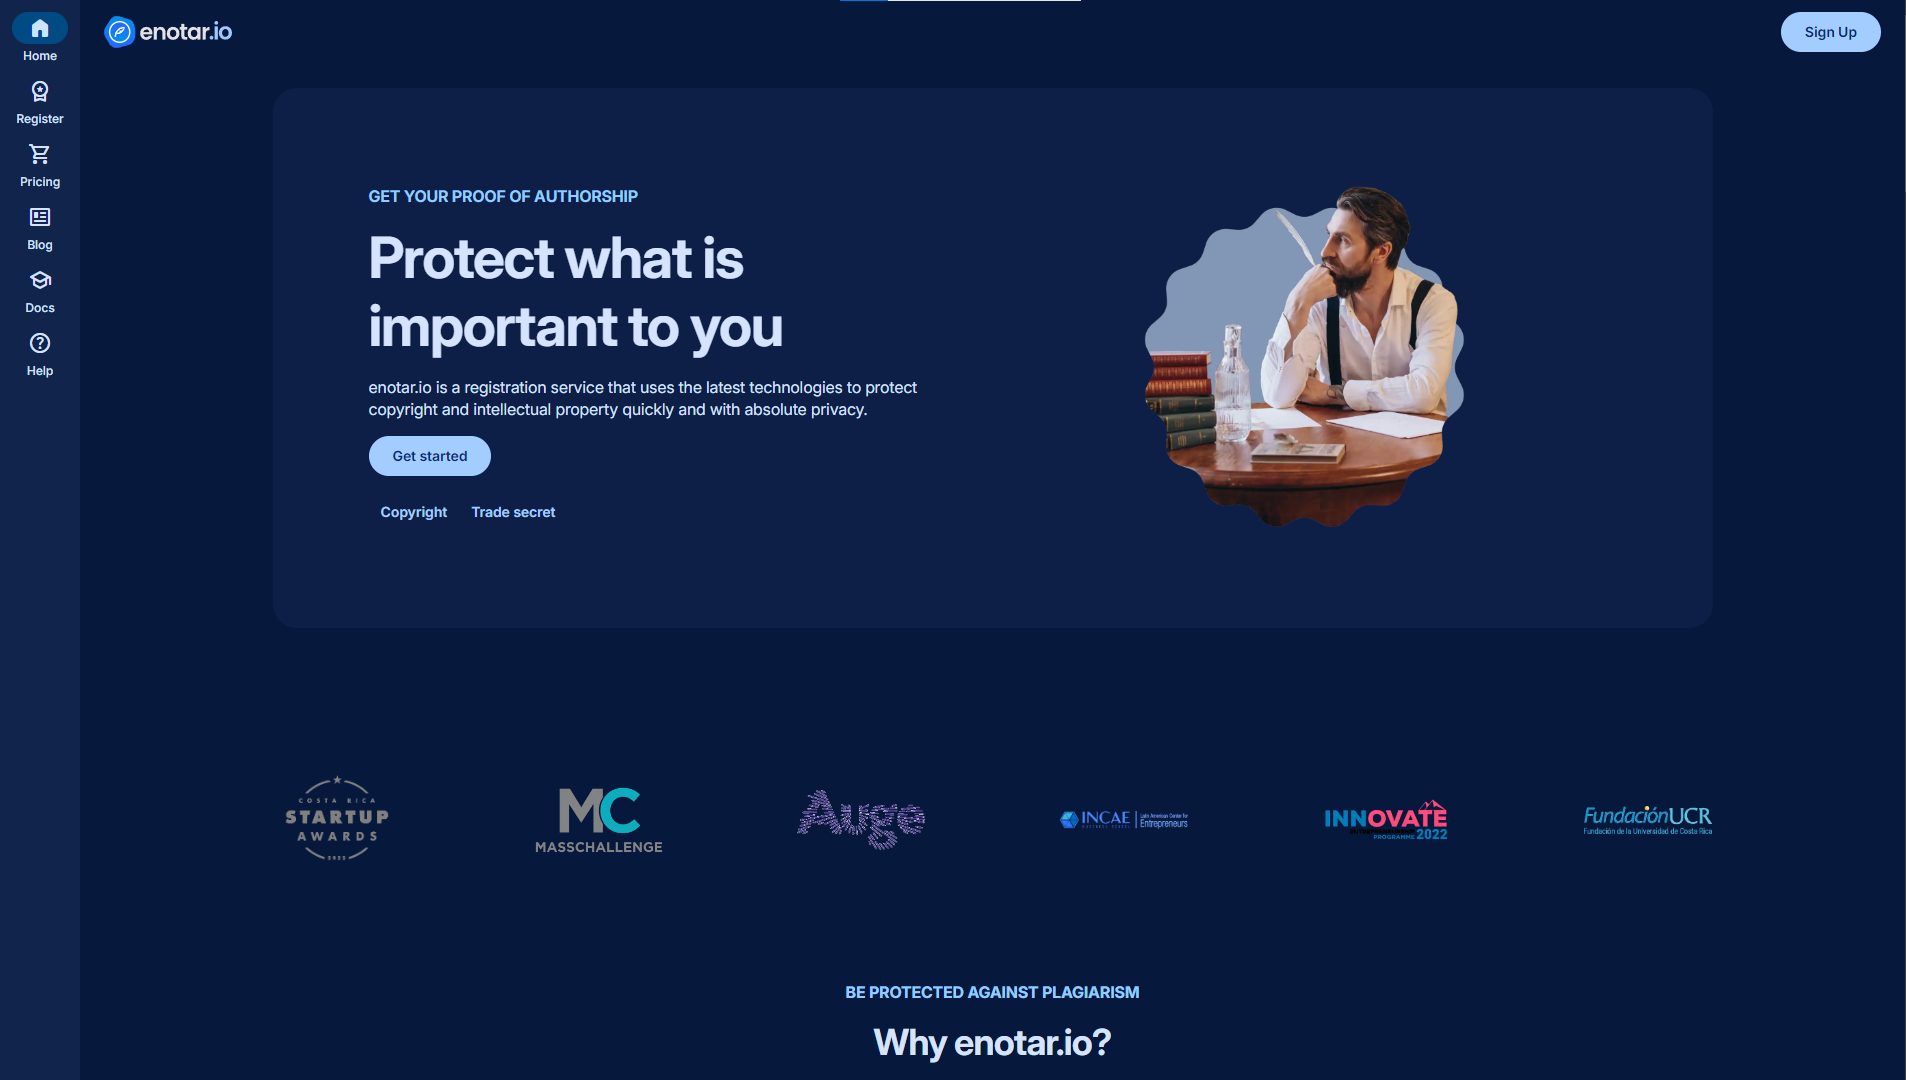 Home
Register
Pricing
Blog
Docs
Help
enotar.io
Sign Up
GET YOUR PROOF OF AUTHORSHIP
Protect what is
important to you
enotar.io is a registration service that uses the latest technologies to protect
copyright and intellectual property quickly and with absolute privacy.
Get started
Copyright Trade secret
COSTA RICA
STARTUP
AWARDS
MC
MASSCHALLENGE
Auge
INCAE
Latin American Center for
Entrepreneurs
INNOVATE
PROGRAMME 2022
FundaciónUCR
Fundación de la Universidad de Costa Rica
BE PROTECTED AGAINST PLAGIARISM
Why enotar.io?